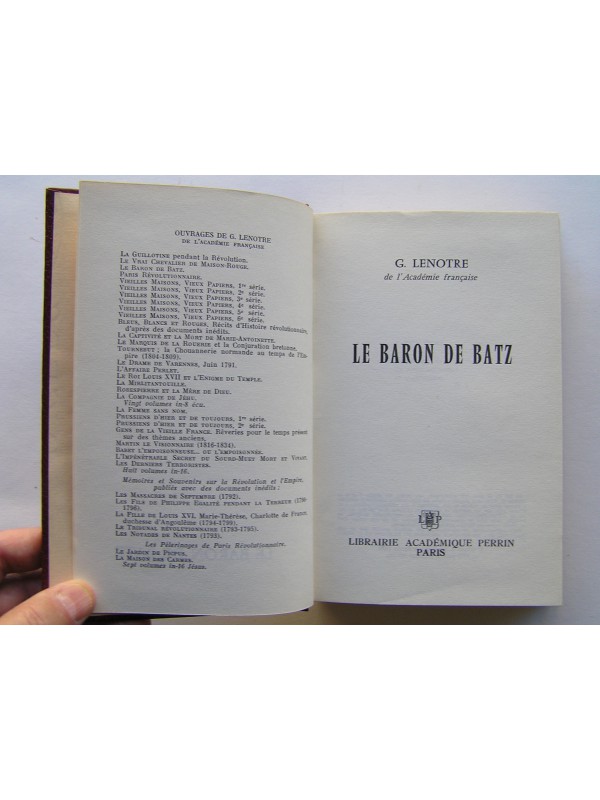 OUVRAGES DE G. LENOTRE
DE L'ACADÉMIE FRANÇAISE
LA GUILLOTINE pendant la Révolution.
LE VRAI CHEVALIER DE MAISON-ROUGE.
LE BARON DE BATZ.
PARIS RÉVOLUTIONNAIRE.
VIEILLES MAISONS, VIEUX PAPIERS, 1re série.
VIEILLES MAISONS, VIEUX PAPIERS, 2e série.
VIEILLES MAISONS, VIEUX PAPIERS, 3e série.
VIEILLES MAISONS, VIEUX PAPIERS, 4e série.
VIEILLES MAISONS, VIEUX PAPIERS, 5e série.
VIEILLES MAISONS, VIEUX PAPIERS, 6e série.
BLEUS, BLANCS ET ROUGES, Récits d'Histoire révolutionnaire,
d'après des documents inédits.
LA CAPTIVITÉ ET LA MORT DE MARIE-ANTOINETTE.
LE MARQUIS DE LA ROUERIE et la Conjuration bretonne.
TOURNEBUT ; la Chouannerie normande au temps de l'Em-
pire (1804-1809).
LE DRAME DE VARENNES, Juin 1791.
L'AFFAIRE PERLET.
LE ROI LOUIS XVII ET L'ENIGME DU TEMPLE.
LA MIRLITANTOUILLE.
ROBESPIERRE ET LA MÈRE DE DIEU.
LA COMPAGNIE DE JÉHU.
Vingt volumes in-8 écu.
LA FEMME SANS NOM.
PRUSSIENS D'HIER ET DE TOUJOURS, 1re série.
PRUSSIENS D'HIER ET DE TOUJOURS, 2e série.
GENS DE LA VIEILLE FRANCE. Rêveries pour le temps présent
sur des thèmes anciens.
MARTIN LE VISIONNAIRE (1816-1834).
BABET L'EMPOISONNEUSE... OU L'EMPOISONNÉE.
L'IMPÉNÉTRABLE SECRET DU SOURD-MUET MORT ET VIVANT.
LES DERNIERS TERRORISTES.
Huit volumes in-16.
Mémoires et Souvenirs sur la Révolution et l'Empire,
publiés avec des documents inédits :
LES MASSACRES DE SEPTEMBRE (1792).
LES FILS DE PHILIPPE EGALITÉ PENDANT LA TERREUR (1790
1796).
LA FILLE DE LOUIS XVI, Marie-Thérèse, Charlotte de France,
duchesse d'Angoulême (1794-1799).
LE TRIBUNAL RÉVOLUTIONNAIRE (1793-1795).
LES NOYADES DE NANTES (1793).
Les Pèlerinages de Paris Révolutionnaire.
LE JARDIN DE PICPUS.
LA MAISON DES CARMES.
Sept volumes in-16 Jésus.
G. LENOTRE
de l'Académie française
LE BARON DE BATZ
LIBRAIRIE ACADÉMIQUE PERRIN
PARIS